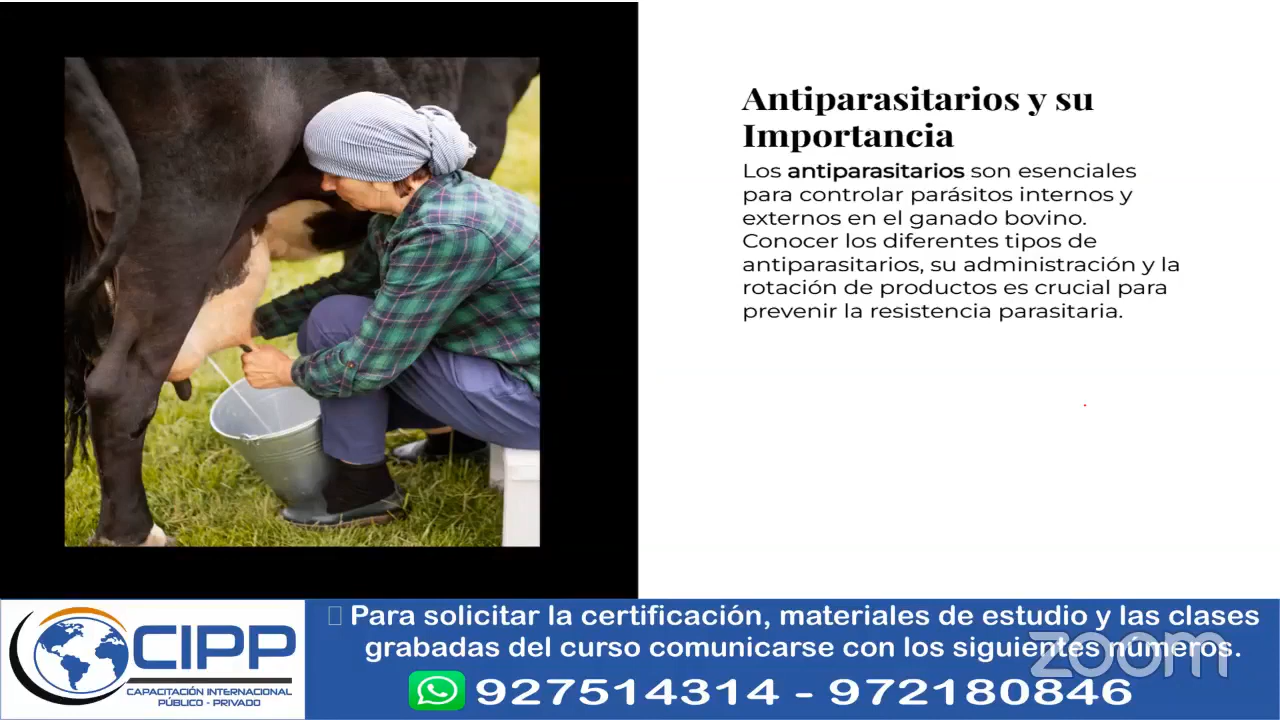 Antiparasitarios y su
Importancia
Los antiparasitarios son esenciales
para controlar parásitos internos y
externos en el ganado bovino.
Conocer los diferentes tipos de
antiparasitarios, su administración y la
rotación de productos es crucial para
prevenir la resistencia parasitaria.
CIPP
CAPACITACIÓN INTERNACIONAL
PÚBLICO - PRIVADO
Para solicitar la certificación, materiales de estudio y las clases
grabadas del curso comunicarse con los siguientes números.
927514314 - 972180846
zoom